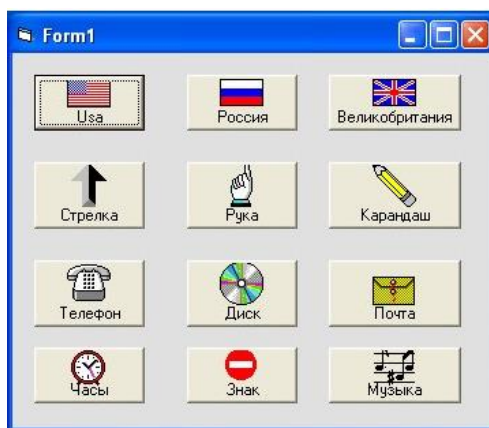 Form1
Usa
Россия
Великобритания
Стрелка
Рука
Карандаш
Телефон
Диск
Почта
Часы
Знак
Музыка